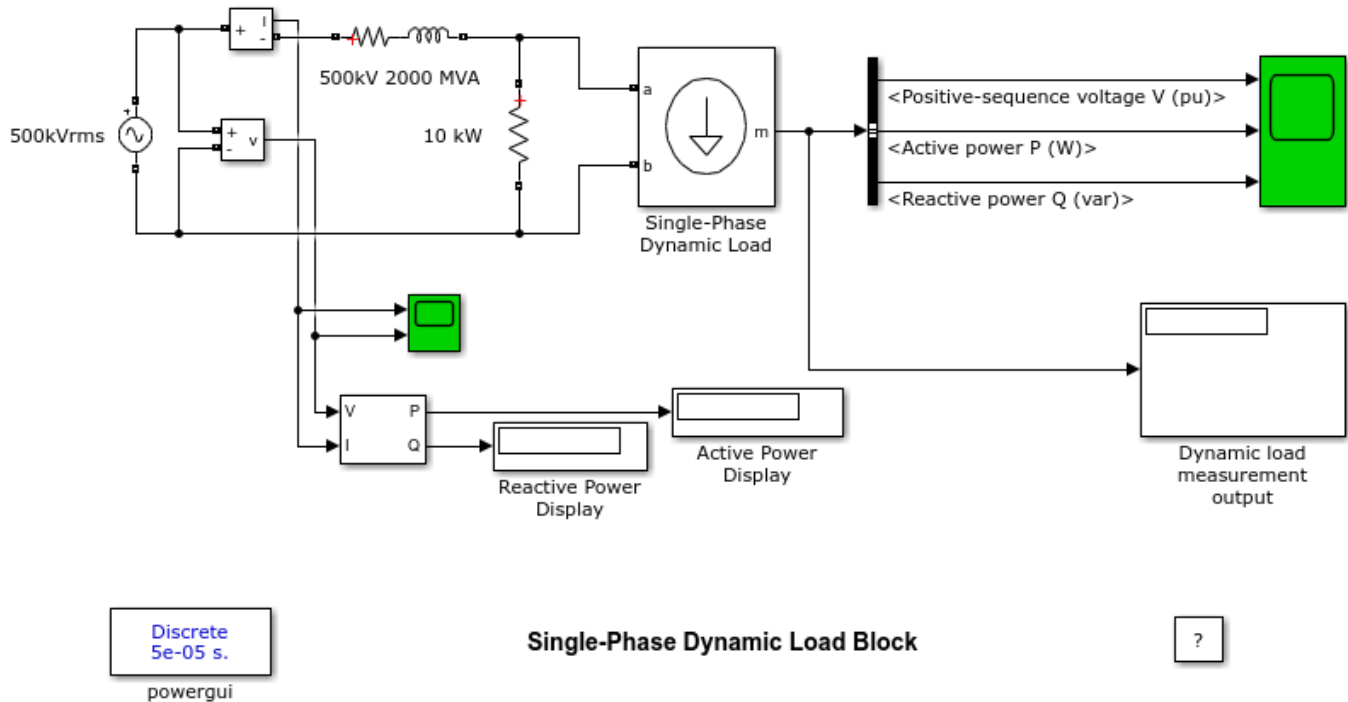 I
+
-
500kV 2000 MVA
a
<Positive-sequence voltage V (pu)>
500kVrms
+
-
v
10 kW
m
<Active power P (W)>
b
<Reactive power Q (var)>
Single-Phase
Dynamic Load
V
P
I
Q
Active Power
Display
Reactive Power
Display
Dynamic load
measurement
output
Discrete
5e-05 s.
powergui
Single-Phase Dynamic Load Block
?